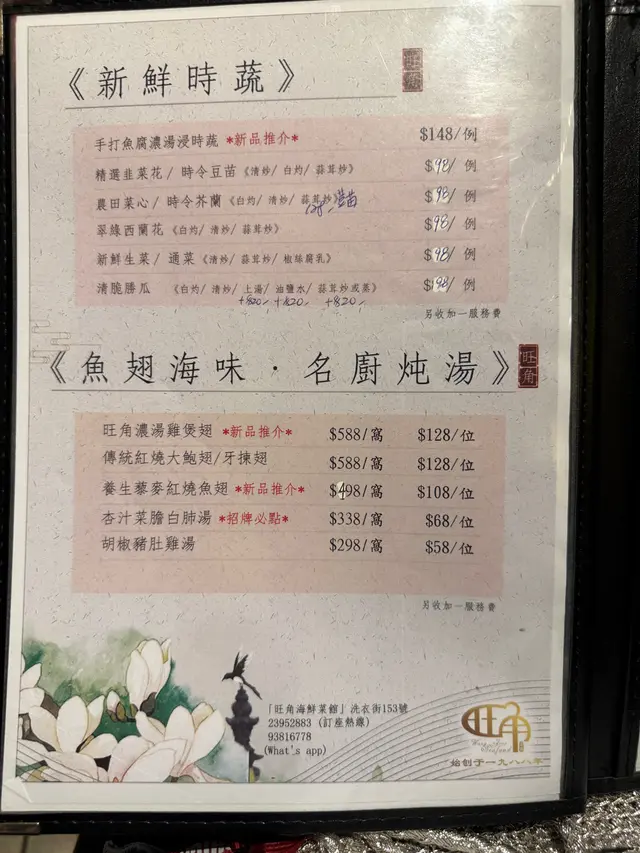 《新鮮時蔬》
旺角
手打魚腐濃湯浸時蔬 *新品推介* $148/例
精選韭菜花/ 時令豆苗《清炒/ 白灼/ 蒜茸炒》 $98/ 例
農田菜心/ 時令芥蘭《白灼/ 清炒/ 蒜茸炒》 $98/ 例
翠綠西蘭花《白灼/ 清炒/ 蒜茸炒》 $98/ 例
新鮮生菜/ 通菜《清炒/ 蒜茸炒/ 椒絲腐乳》 $98/ 例
清脆勝瓜 《白灼/ 清炒/ 上湯/ 油鹽水/ 蒜茸炒或蒸》 $198/ 例
+$20 +$20 +$20
另收加一服務費
《魚翅海味·名廚炖湯》
旺角
旺角濃湯雞煲翅 *新品推介* $588/窩 $128/位
傳統紅燒大鮑翅/牙揀翅 $588/窩 $128/位
養生藜麥紅燒魚翅 *新品推介* $498/窩 $108/位
杏汁菜膽白肺湯 *招牌必點* $338/窩 $68/位
胡椒豬肚雞湯 $298/窩 $58/位
另收加一服務費
「旺角海鮮菜館」洗衣街153號
23952883 (訂座熱線)
93816778
(What's app)
旺角
始创于一九八八年